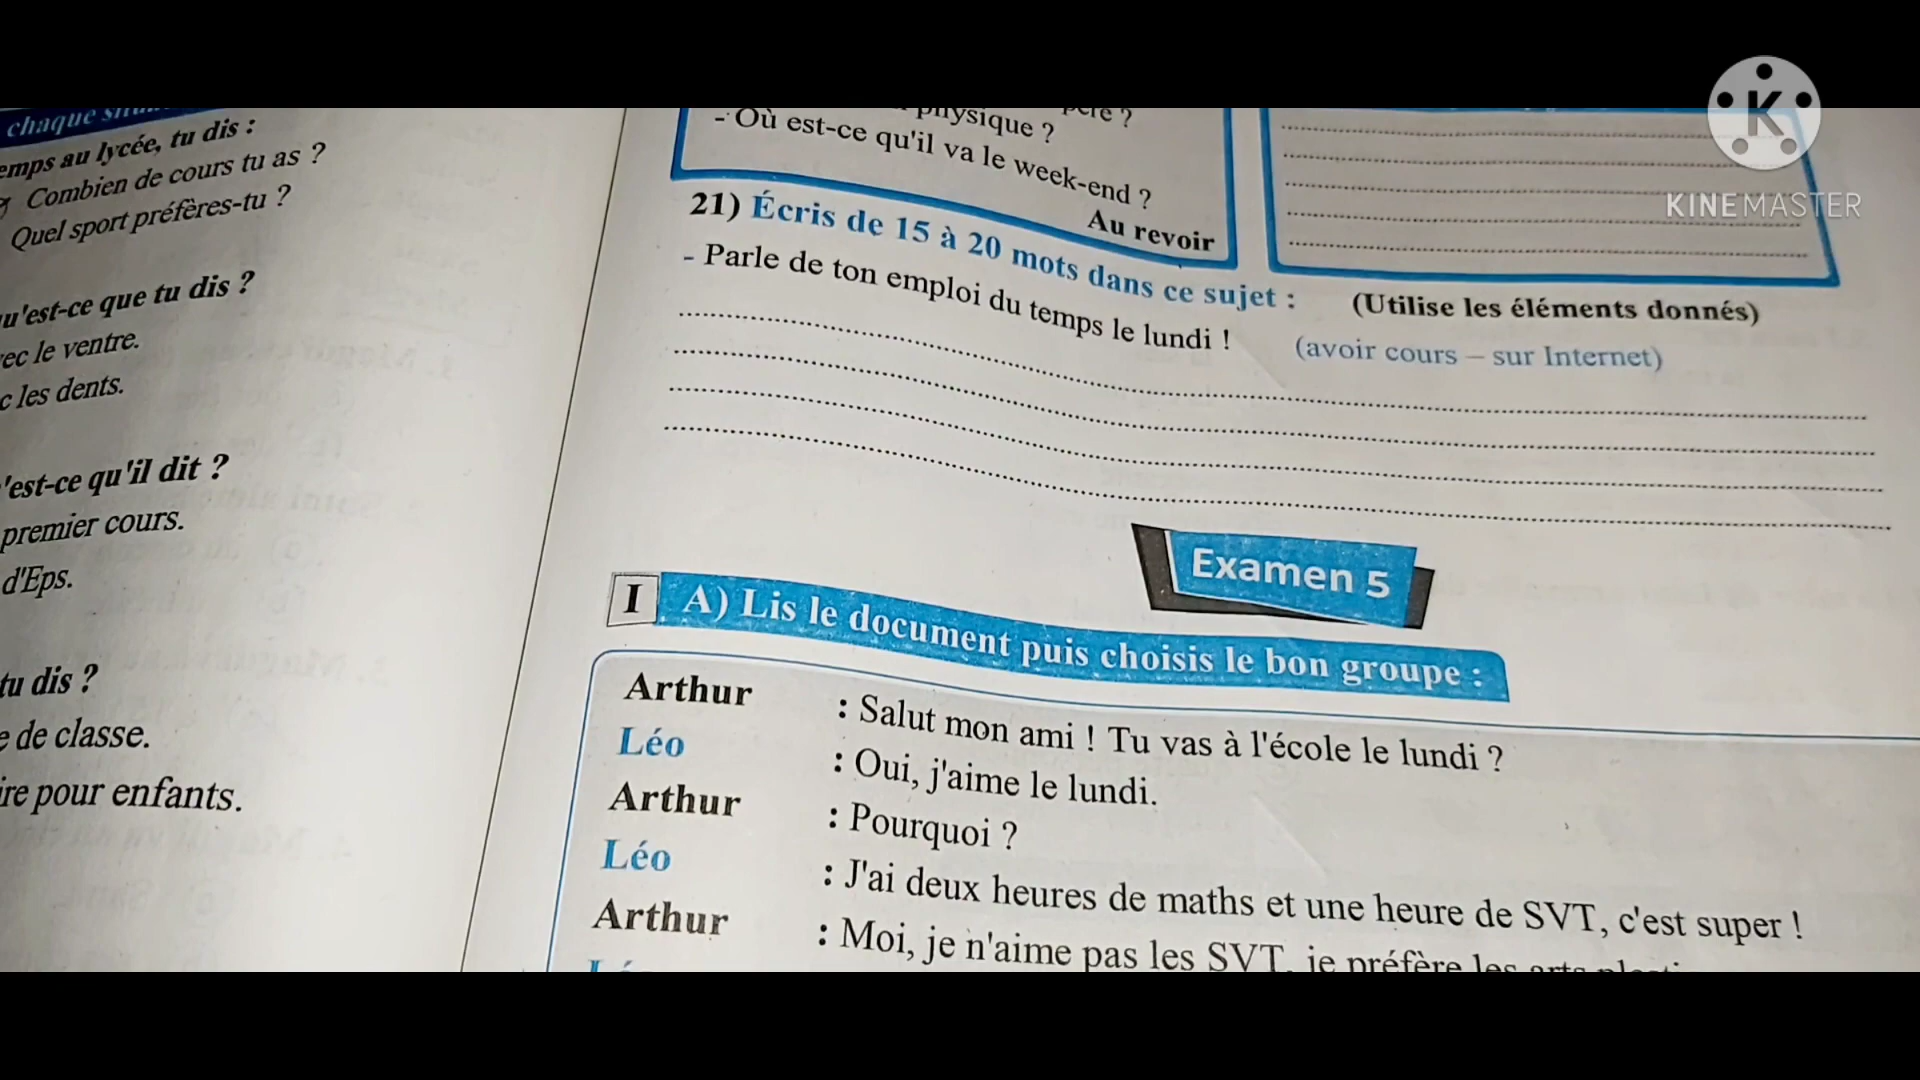 chaque
temps au lycée, tu dis :
Combien de cours tu as ?
Quel sport préfères-tu ?
qu'est-ce que tu dis ?
ec le ventre.
c les dents.
'est-ce qu'il dit ?
premier cours.
d'Eps.
tu dis ?
de classe.
ire pour enfants.
physique ?
père ?
- Où est-ce qu'il va le week-end ?
Au revoir
21) Écris de 15 à 20 mots dans ce sujet : (Utilise les éléments donnés)
- Parle de ton emploi du temps le lundi ! (avoir cours – sur Internet)
Examen 5
I A) Lis le document puis choisis le bon groupe :
Arthur : Salut mon ami ! Tu vas à l'école le lundi ?
Léo : Oui, j'aime le lundi.
Arthur : Pourquoi ?
Léo : J'ai deux heures de maths et une heure de SVT, c'est super !
Arthur : Moi, je n'aime pas les SVT, je préfère les arts
Léo
K
KINEMASTER